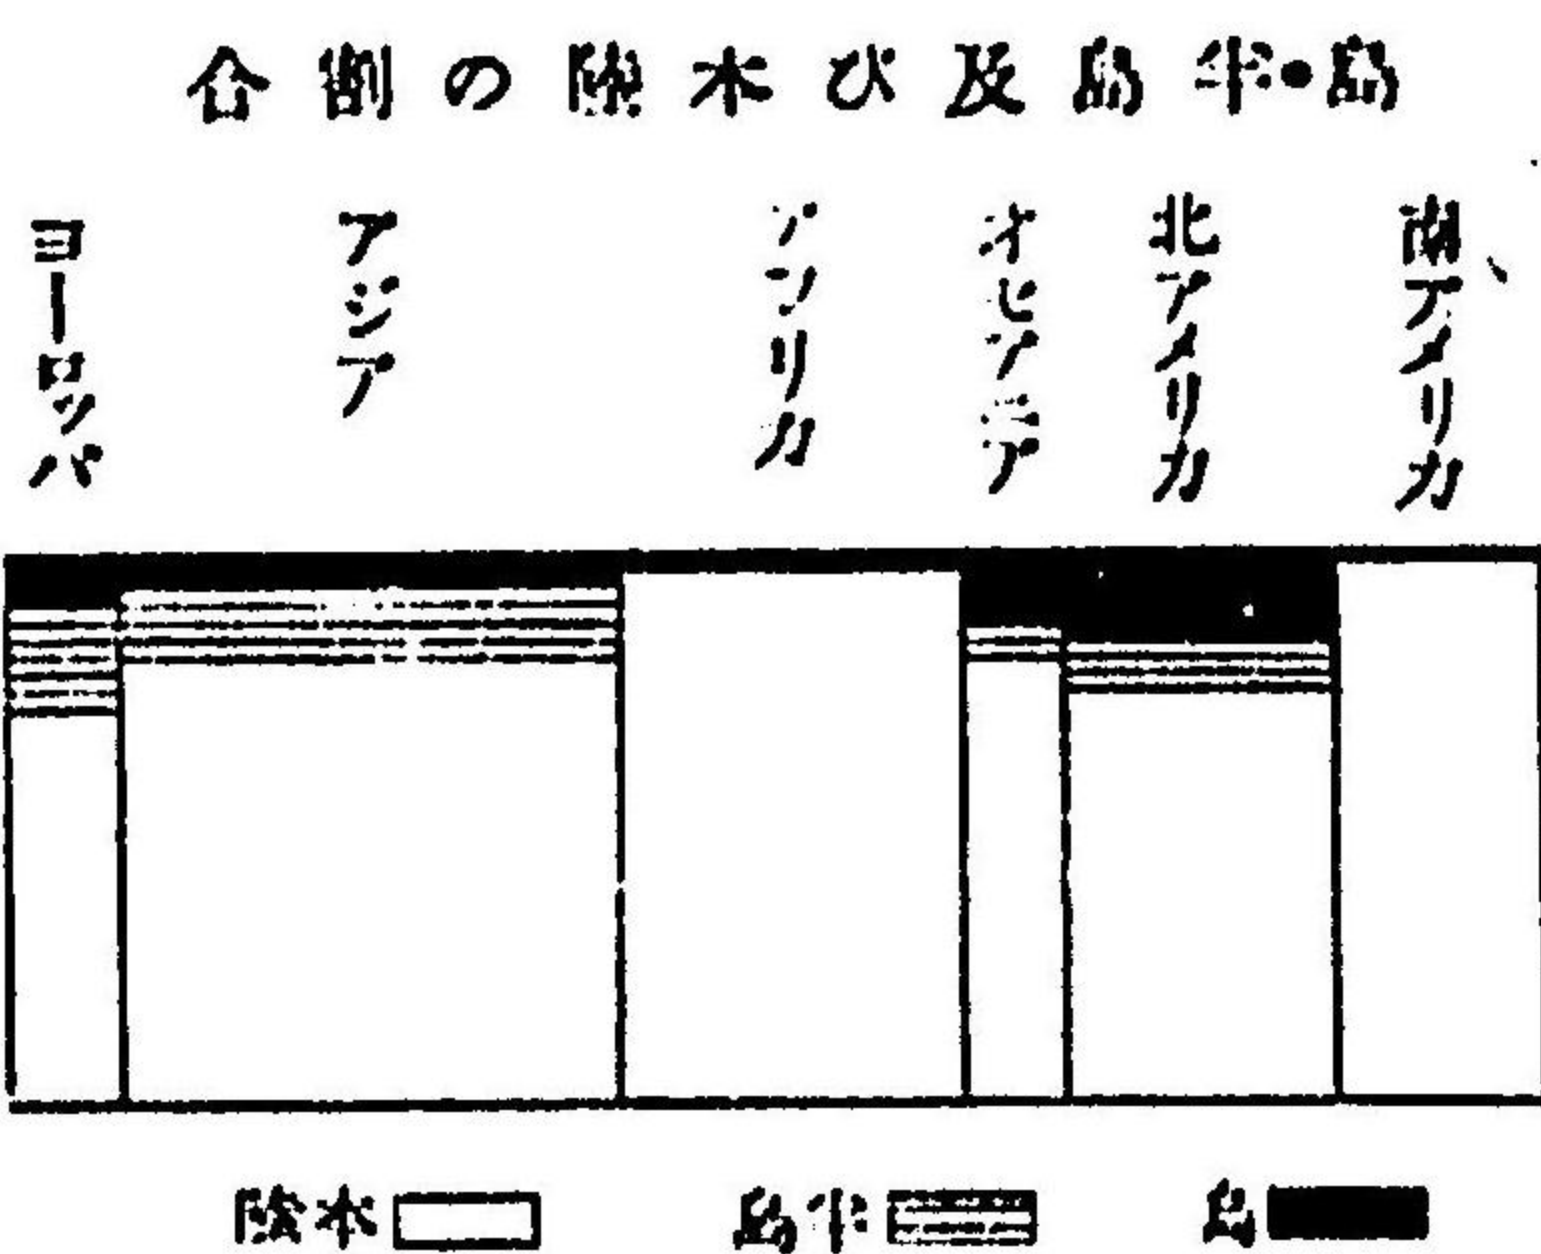 島・半島及び本陸の割合
南アメリカ
北アメリカ
オセアニア
アフリカ
アジア
ヨーロッパ
島
半島
本陸